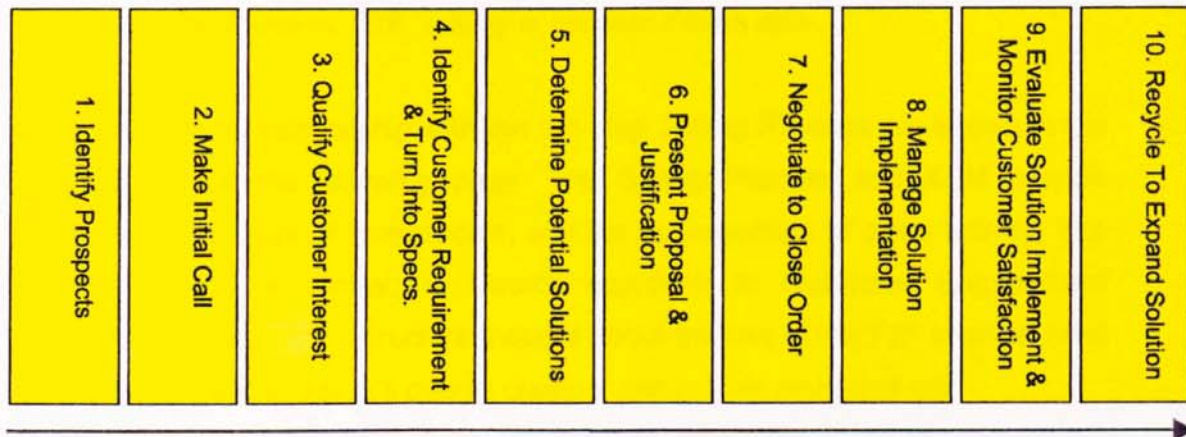 1. Identify Prospects
2. Make Initial Call
3. Qualify Customer Interest
4. Identify Customer Requirement
& Turn Into Specs.
5. Determine Potential Solutions
6. Present Proposal &
Justification
7. Negotiate to Close Order
8. Manage Solution
Implementation
9. Evaluate Solution Implement &
Monitor Customer Satisfaction
10. Recycle To Expand Solution